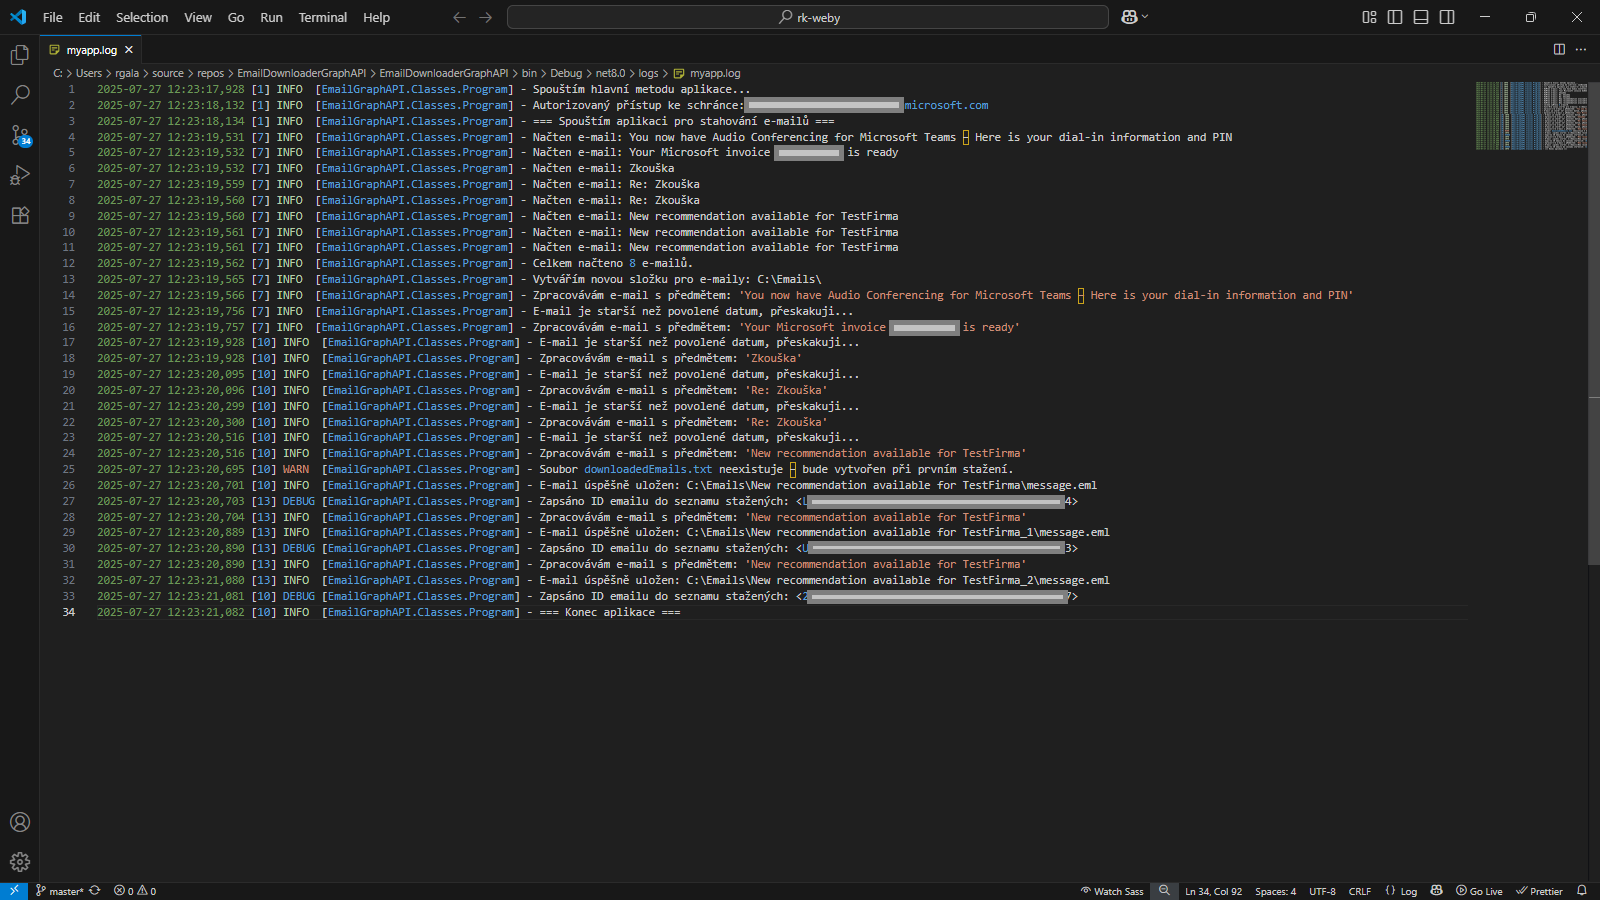 File Edit Selection View Go Run Terminal Help
rk-weby
myapp.log
C: > Users > rgala > source > repos > EmailDownloaderGraphAPI > EmailDownloaderGraphAPI > bin > Debug > net8.0 > logs > myapp.log
1 2025-07-27 12:23:17,928 [1] INFO [EmailGraphAPI.Classes.Program] - Spouštím hlavní metodu aplikace...
2 2025-07-27 12:23:18,132 [1] INFO [EmailGraphAPI.Classes.Program] - Autorizovaný přístup ke schránce: microsoft.com
3 2025-07-27 12:23:18,134 [1] INFO [EmailGraphAPI.Classes.Program] - === Spouštím aplikaci pro stahování e-mailů ===
4 2025-07-27 12:23:19,531 [7] INFO [EmailGraphAPI.Classes.Program] - Načten e-mail: You now have Audio Conferencing for Microsoft Teams – Here is your dial-in information and PIN
5 2025-07-27 12:23:19,532 [7] INFO [EmailGraphAPI.Classes.Program] - Načten e-mail: Your Microsoft invoice is ready
6 2025-07-27 12:23:19,532 [7] INFO [EmailGraphAPI.Classes.Program] - Načten e-mail: Zkouška
7 2025-07-27 12:23:19,559 [7] INFO [EmailGraphAPI.Classes.Program] - Načten e-mail: Re: Zkouška
8 2025-07-27 12:23:19,560 [7] INFO [EmailGraphAPI.Classes.Program] - Načten e-mail: Re: Zkouška
9 2025-07-27 12:23:19,560 [7] INFO [EmailGraphAPI.Classes.Program] - Načten e-mail: New recommendation available for TestFirma
10 2025-07-27 12:23:19,561 [7] INFO [EmailGraphAPI.Classes.Program] - Načten e-mail: New recommendation available for TestFirma
11 2025-07-27 12:23:19,561 [7] INFO [EmailGraphAPI.Classes.Program] - Načten e-mail: New recommendation available for TestFirma
12 2025-07-27 12:23:19,562 [7] INFO [EmailGraphAPI.Classes.Program] - Celkem načteno 8 e-mailů.
13 2025-07-27 12:23:19,565 [7] INFO [EmailGraphAPI.Classes.Program] - Vytvářím novou složku pro e-maily: C:\Emails\
14 2025-07-27 12:23:19,566 [7] INFO [EmailGraphAPI.Classes.Program] - Zpracovávám e-mail s předmětem: 'You now have Audio Conferencing for Microsoft Teams – Here is your dial-in information and PIN'
15 2025-07-27 12:23:19,756 [7] INFO [EmailGraphAPI.Classes.Program] - E-mail je starší než povolené datum, přeskakuji...
16 2025-07-27 12:23:19,757 [7] INFO [EmailGraphAPI.Classes.Program] - Zpracovávám e-mail s předmětem: 'Your Microsoft invoice is ready'
17 2025-07-27 12:23:19,928 [10] INFO [EmailGraphAPI.Classes.Program] - E-mail je starší než povolené datum, přeskakuji...
18 2025-07-27 12:23:19,928 [10] INFO [EmailGraphAPI.Classes.Program] - Zpracovávám e-mail s předmětem: 'Zkouška'
19 2025-07-27 12:23:20,095 [10] INFO [EmailGraphAPI.Classes.Program] - E-mail je starší než povolené datum, přeskakuji...
20 2025-07-27 12:23:20,096 [10] INFO [EmailGraphAPI.Classes.Program] - Zpracovávám e-mail s předmětem: 'Re: Zkouška'
21 2025-07-27 12:23:20,299 [10] INFO [EmailGraphAPI.Classes.Program] - E-mail je starší než povolené datum, přeskakuji...
22 2025-07-27 12:23:20,300 [10] INFO [EmailGraphAPI.Classes.Program] - Zpracovávám e-mail s předmětem: 'Re: Zkouška'
23 2025-07-27 12:23:20,516 [10] INFO [EmailGraphAPI.Classes.Program] - E-mail je starší než povolené datum, přeskakuji...
24 2025-07-27 12:23:20,516 [10] INFO [EmailGraphAPI.Classes.Program] - Zpracovávám e-mail s předmětem: 'New recommendation available for TestFirma'
25 2025-07-27 12:23:20,695 [10] WARN [EmailGraphAPI.Classes.Program] - Soubor downloadedEmails.txt neexistuje – bude vytvořen při prvním stažení.
26 2025-07-27 12:23:20,701 [10] INFO [EmailGraphAPI.Classes.Program] - E-mail úspěšně uložen: C:\Emails\New recommendation available for TestFirma\message.eml
27 2025-07-27 12:23:20,703 [13] DEBUG [EmailGraphAPI.Classes.Program] - Zapsáno ID emailu do seznamu stažených: < 4>
28 2025-07-27 12:23:20,704 [13] INFO [EmailGraphAPI.Classes.Program] - Zpracovávám e-mail s předmětem: 'New recommendation available for TestFirma'
29 2025-07-27 12:23:20,889 [13] INFO [EmailGraphAPI.Classes.Program] - E-mail úspěšně uložen: C:\Emails\New recommendation available for TestFirma_1\message.eml
30 2025-07-27 12:23:20,890 [13] DEBUG [EmailGraphAPI.Classes.Program] - Zapsáno ID emailu do seznamu stažených: < 3>
31 2025-07-27 12:23:20,890 [13] INFO [EmailGraphAPI.Classes.Program] - Zpracovávám e-mail s předmětem: 'New recommendation available for TestFirma'
32 2025-07-27 12:23:21,080 [13] INFO [EmailGraphAPI.Classes.Program] - E-mail úspěšně uložen: C:\Emails\New recommendation available for TestFirma_2\message.eml
33 2025-07-27 12:23:21,081 [10] DEBUG [EmailGraphAPI.Classes.Program] - Zapsáno ID emailu do seznamu stažených: <2 7>
34 2025-07-27 12:23:21,082 [10] INFO [EmailGraphAPI.Classes.Program] - === Konec aplikace ===
34
master* 0 0 Watch Sass Ln 34, Col 92 Spaces: 4 UTF-8 CRLF {} Log Go Live Prettier